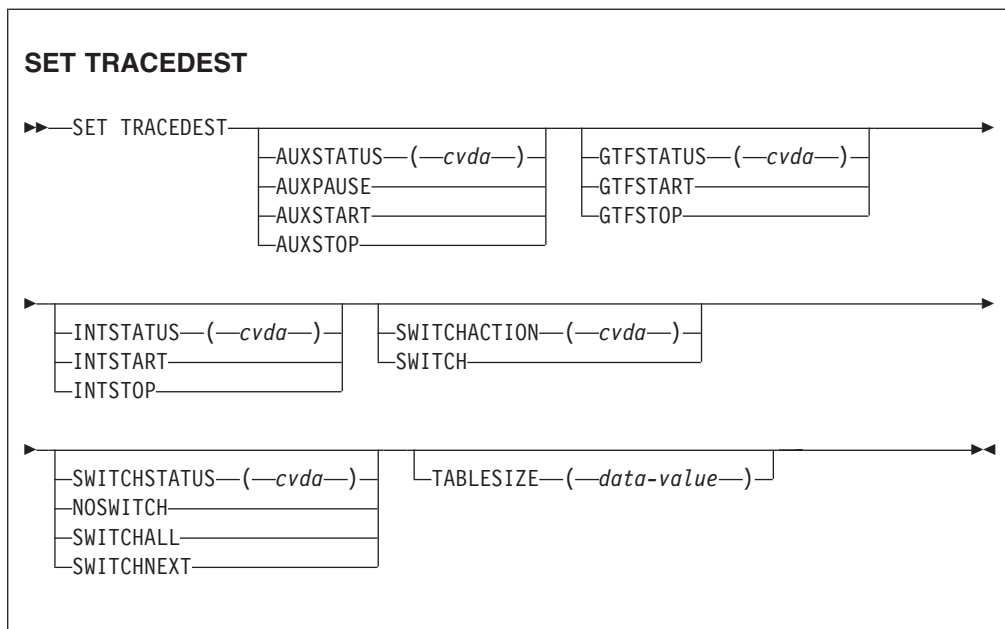 SET TRACEDEST
SET TRACEDEST
AUXSTATUS ( cvda )
AUXPAUSE
AUXSTART
AUXSTOP
GTFSTATUS ( cvda )
GTFSTART
GTFSTOP
INTSTATUS ( cvda )
INTSTART
INTSTOP
SWITCHACTION ( cvda )
SWITCH
SWITCHSTATUS ( cvda )
NOSWITCH
SWITCHALL
SWITCHNEXT
TABLESIZE ( data-value )